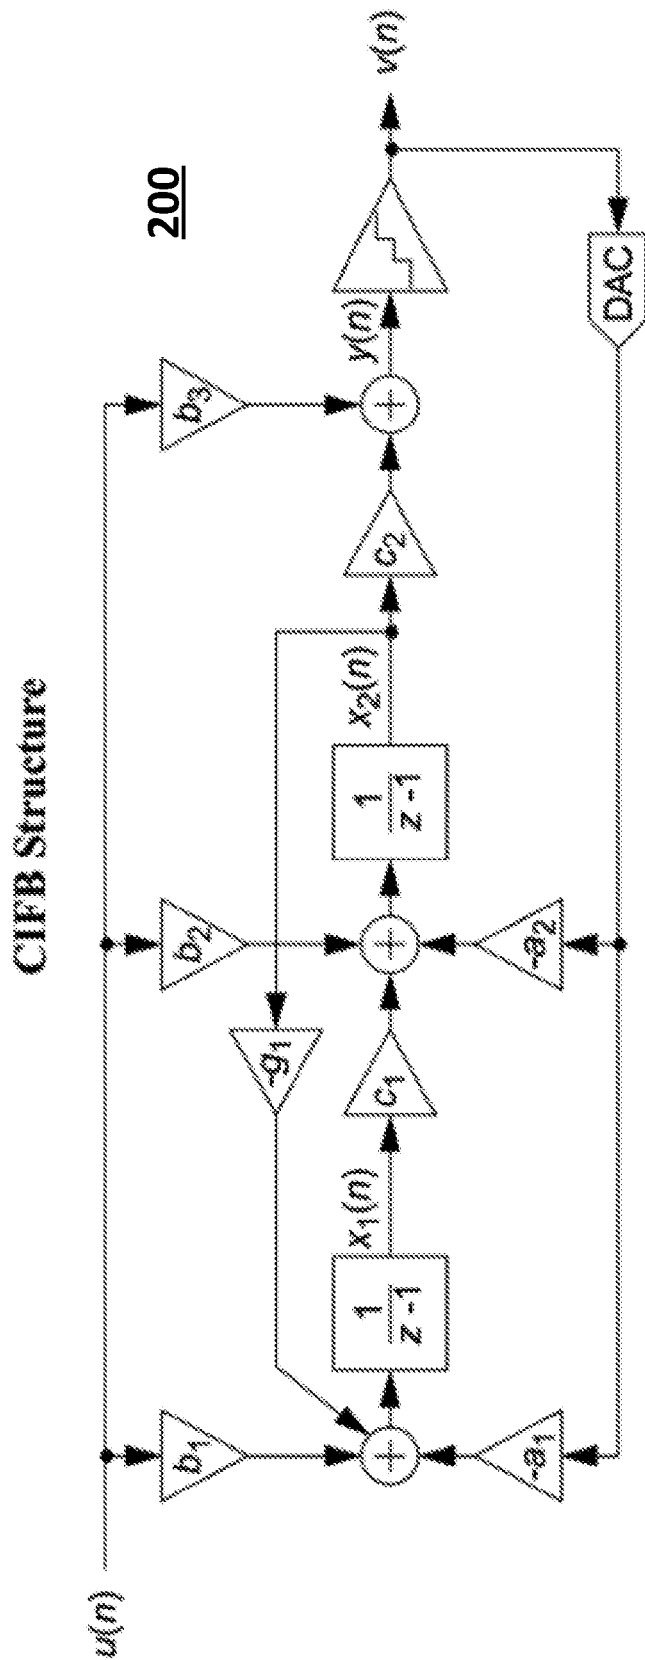 CIFB Structure
200
u(n)
b1
b2
b3
-g1
1
z-1
x1(n)
c1
1
z-1
x2(n)
c2
y(n)
v(n)
-a1
-a2
DAC